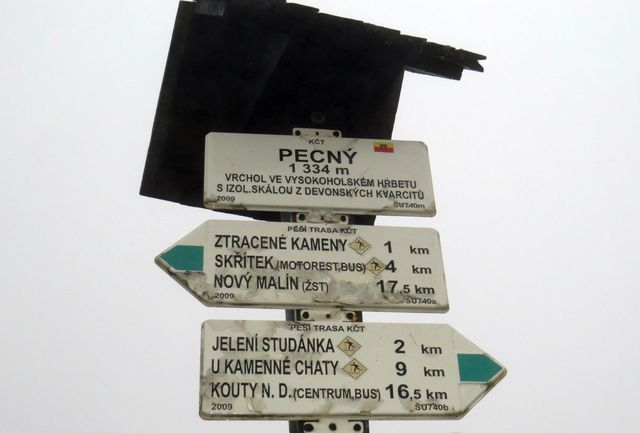 KČT
PECNÝ
1 334 m
VRCHOL VE VYSOKOHOLSKÉM HŘBETU
S IZOL.SKÁLOU Z DEVONSKÝCH KVARCITŮ
2009 ŠU740m
PĚŠÍ TRASA KČT
ZTRACENÉ KAMENY 1 km
SKŘÍTEK (MOTOREST,BUS) 4 km
NOVÝ MALÍN (ŽST) 17,5 km
2009 ŠU740a
PĚŠÍ TRASA KČT
JELENÍ STUDÁNKA 2 km
U KAMENNÉ CHATY 9 km
KOUTY N. D. (CENTRUM,BUS) 16,5 km
2009 ŠU740b